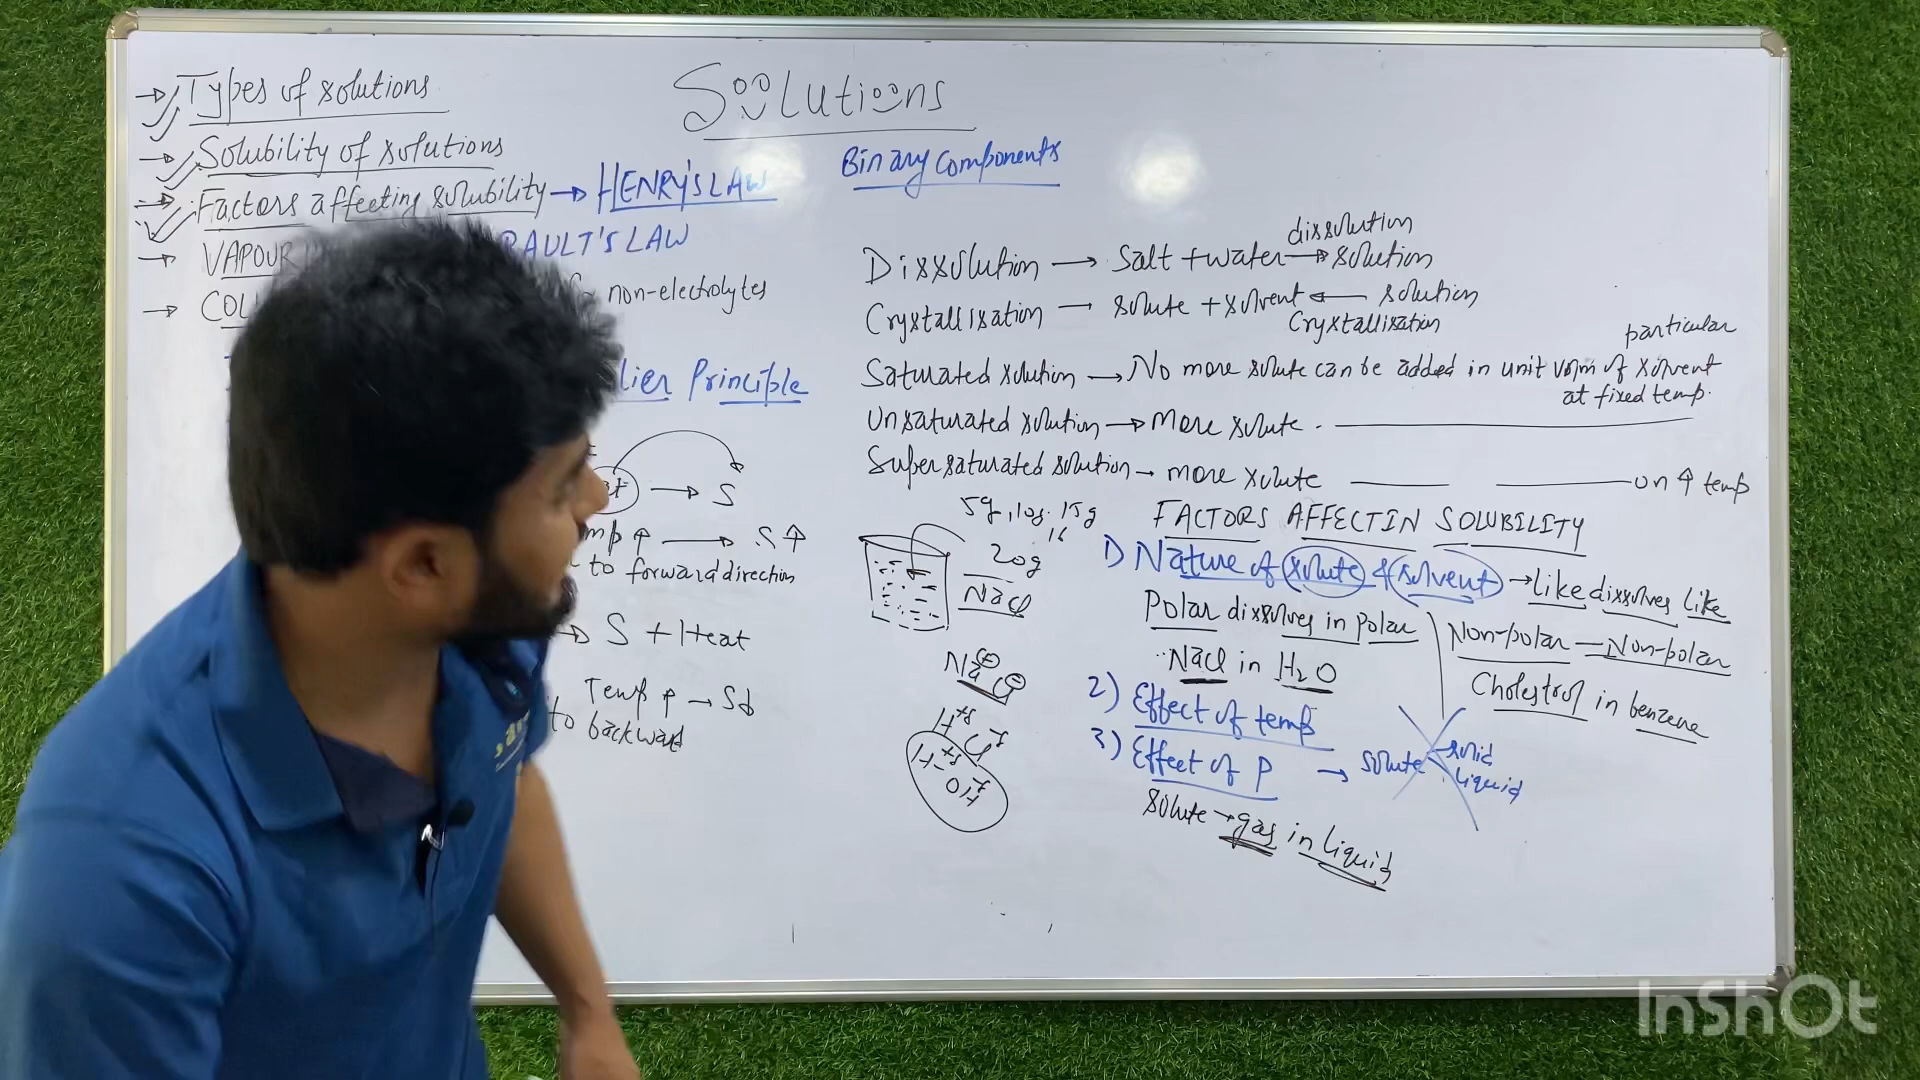 Solutions
Binary components
→ Types of solutions
→ Solubility of solutions
→ Factors affecting solubility → HENRY'S LAW
→ VAPOUR RAULT'S LAW
→ COLL non-electrolytes
lier Principle
→ S
↑ → S↑
to forward direction
→ S + Heat
Temp ↑ → S↓
to backward
Dissolution → Salt + water → solution
dissolution
Crystallisation → solute + solvent ← solution
Crystallisation
particular
Saturated solution → No more solute can be added in unit volm of solvent
at fixed temp.
Unsaturated solution → More solute
Supersaturated solution → more solute on ↑ temp
5g, 10g, 15g
16
20g
NaCl
Na⊕
Cl⊖
FACTORS AFFECTIN SOLUBILITY
1) Nature of solute & solvent → Like dissolves Like
Polar dissolves in Polar
Non-polar — Non-polar
NaCl in H₂O
Cholestrol in benzene
2) Effect of temp
3) Effect of P → solute solid
liquid
Solute → gas in liquid
InShOt